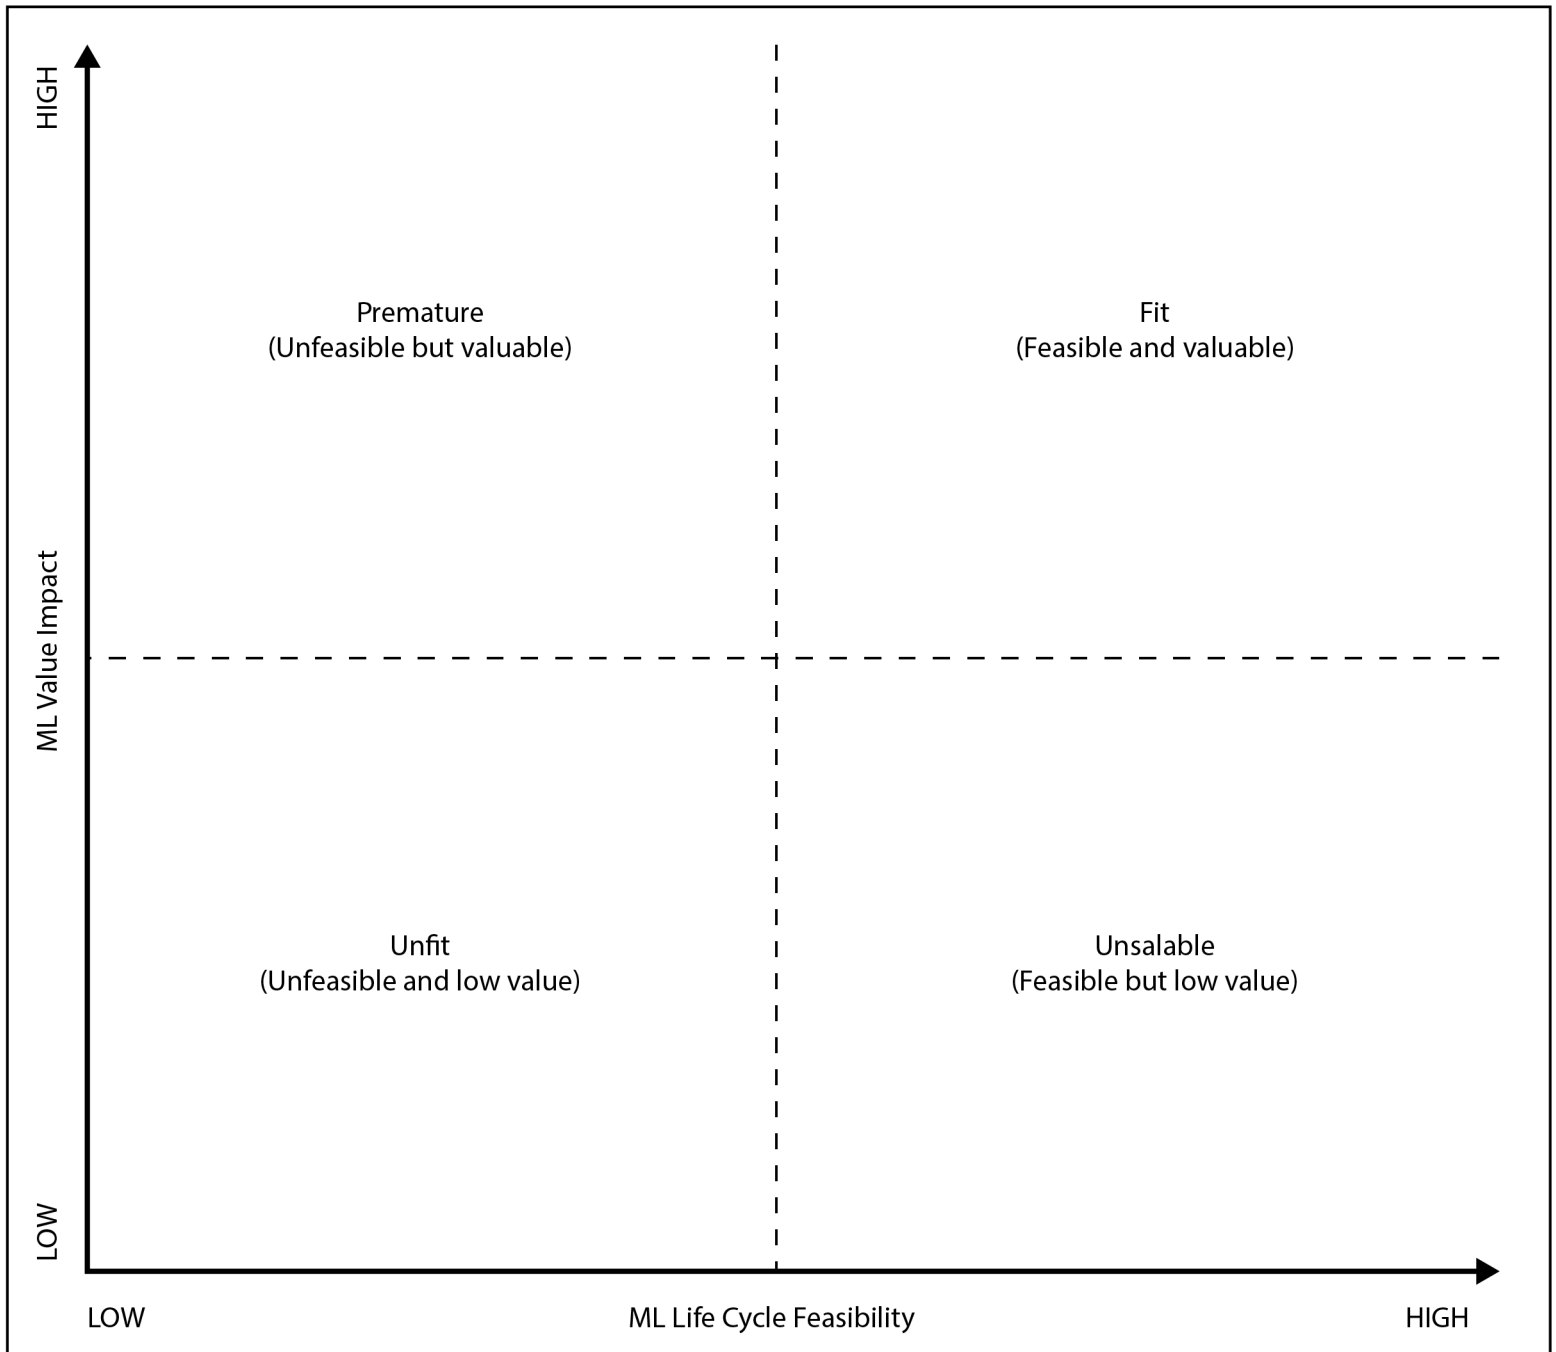 HIGH
Premature
(Unfeasible but valuable)
Fit
(Feasible and valuable)
ML Value Impact
Unfit
(Unfeasible and low value)
Unsalable
(Feasible but low value)
LOW
LOW
ML Life Cycle Feasibility
HIGH